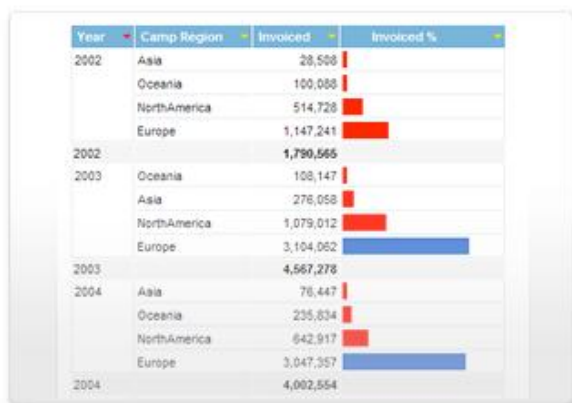 Year Camp Region Invoiced Invoiced %
2002 Asia 28,508
Oceania 100,088
NorthAmerica 514,728
Europe 1,147,241
2002 1,790,565
2003 Oceania 108,147
Asia 276,058
NorthAmerica 1,079,012
Europe 3,104,062
2003 4,567,278
2004 Asia 76,447
Oceania 235,834
NorthAmerica 642,917
Europe 3,047,357
2004 4,002,554